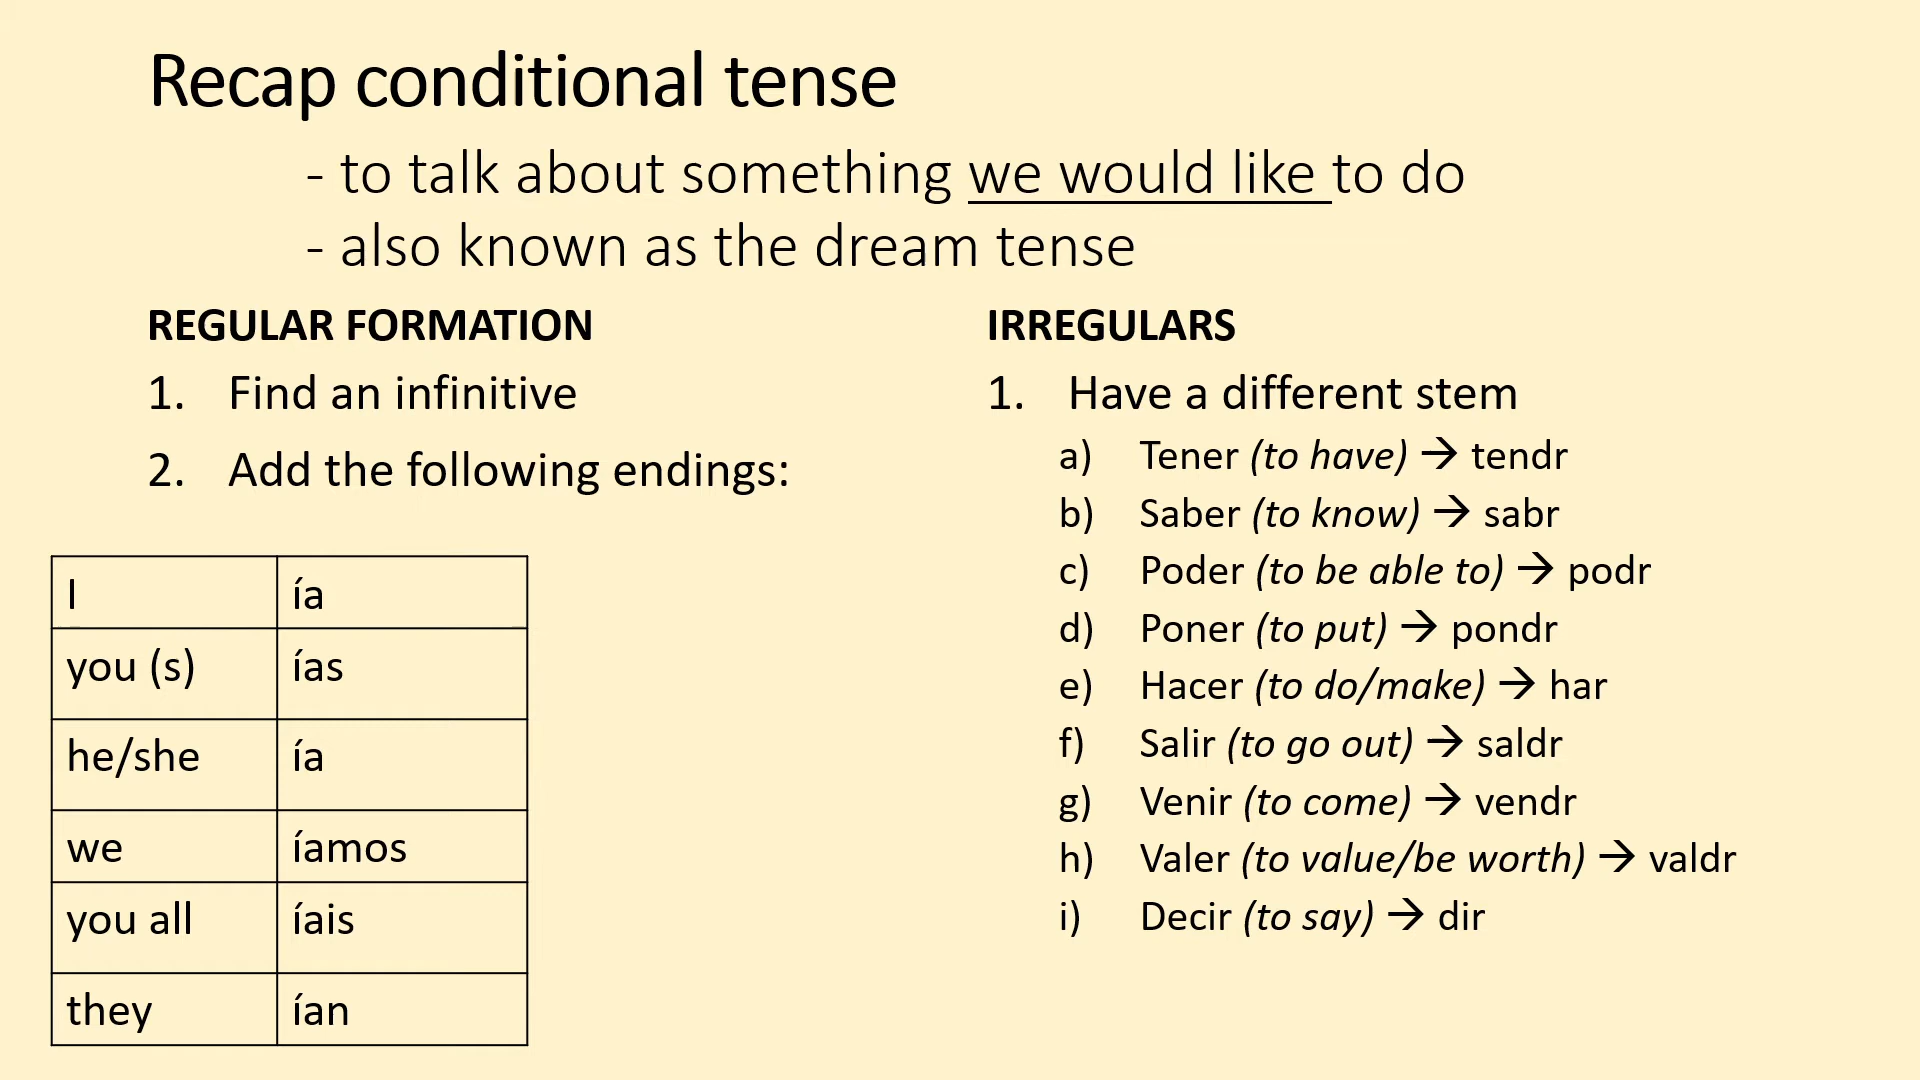 Recap conditional tense
- to talk about something we would like to do
- also known as the dream tense
REGULAR FORMATION
1. Find an infinitive
2. Add the following endings:
I ía
you (s) ías
he/she ía
we íamos
you all íais
they ían
IRREGULARS
1. Have a different stem
a) Tener (to have) → tendr
b) Saber (to know) → sabr
c) Poder (to be able to) → podr
d) Poner (to put) → pondr
e) Hacer (to do/make) → har
f) Salir (to go out) → saldr
g) Venir (to come) → vendr
h) Valer (to value/be worth) → valdr
i) Decir (to say) → dir